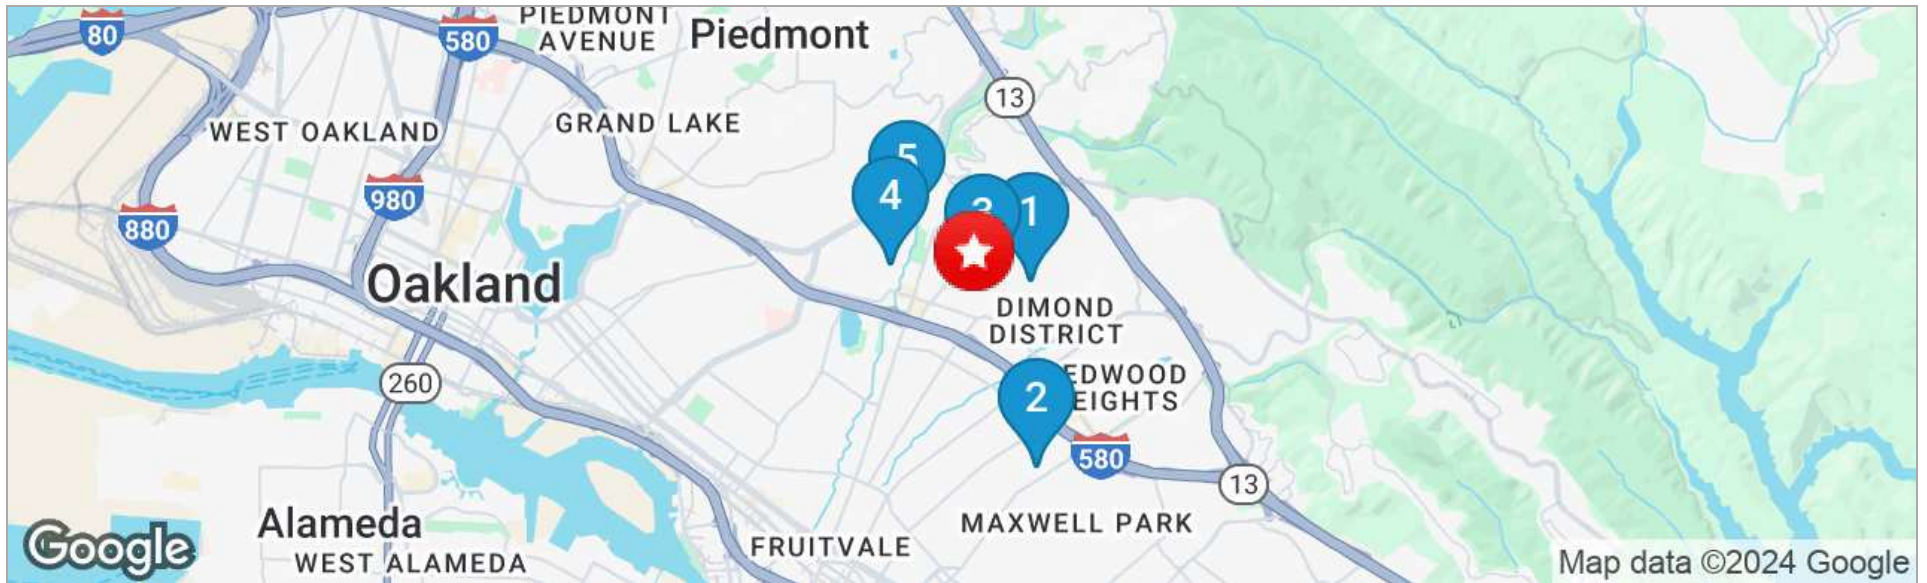 80
580
PIEDMONT
AVENUE
Piedmont
13
WEST OAKLAND
GRAND LAKE
5
4
3
1
980
880
Oakland
DIMOND
DISTRICT
260
2
EDWOOD
EIGHTS
580
13
Alameda
WEST ALAMEDA
FRUITVALE
MAXWELL PARK
Google
Map data ©2024 Google